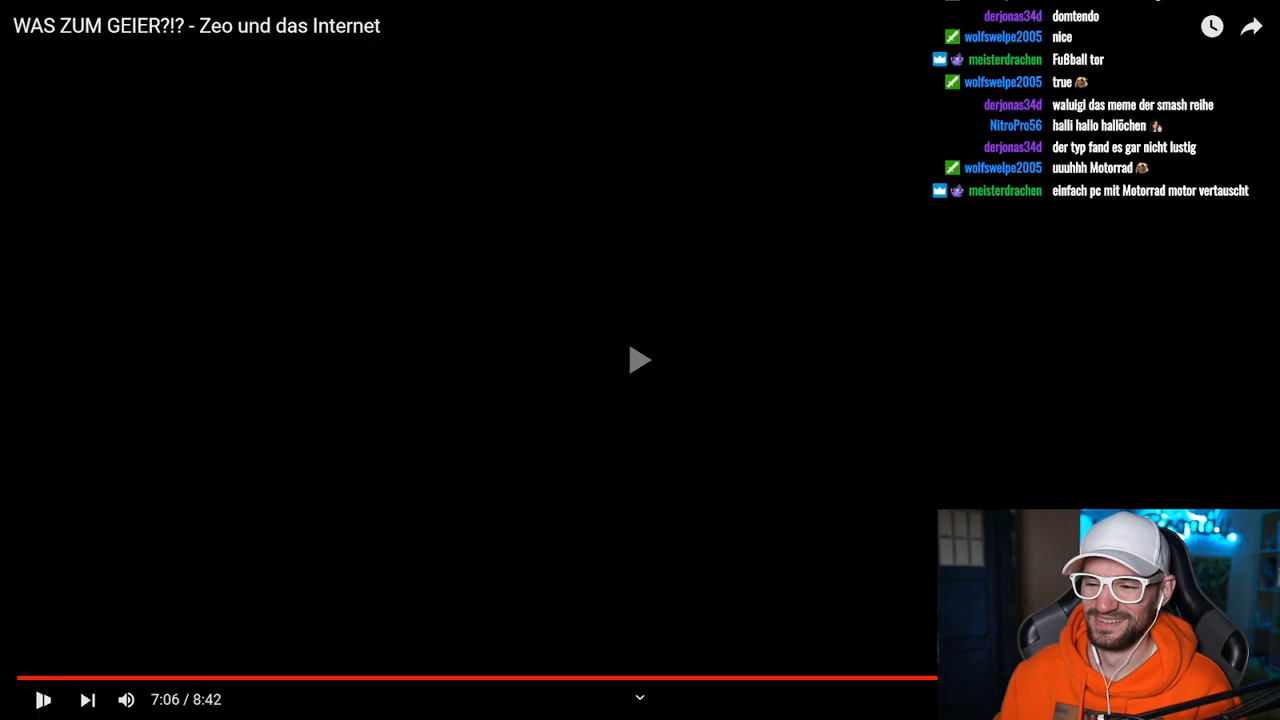 WAS ZUM GEIER?!? - Zeo und das Internet
derjonas34d domtendo
wolfswelpe2005 nice
meisterdrachen Fußball tor
wolfswelpe2005 true
derjonas34d waluigi das meme der smash reihe
NitroPro56 halli hallo hallöchen
derjonas34d der typ fand es gar nicht lustig
wolfswelpe2005 uuuhhh Motorrad
meisterdrachen einfach pc mit Motorrad motor vertauscht
7:06 / 8:42